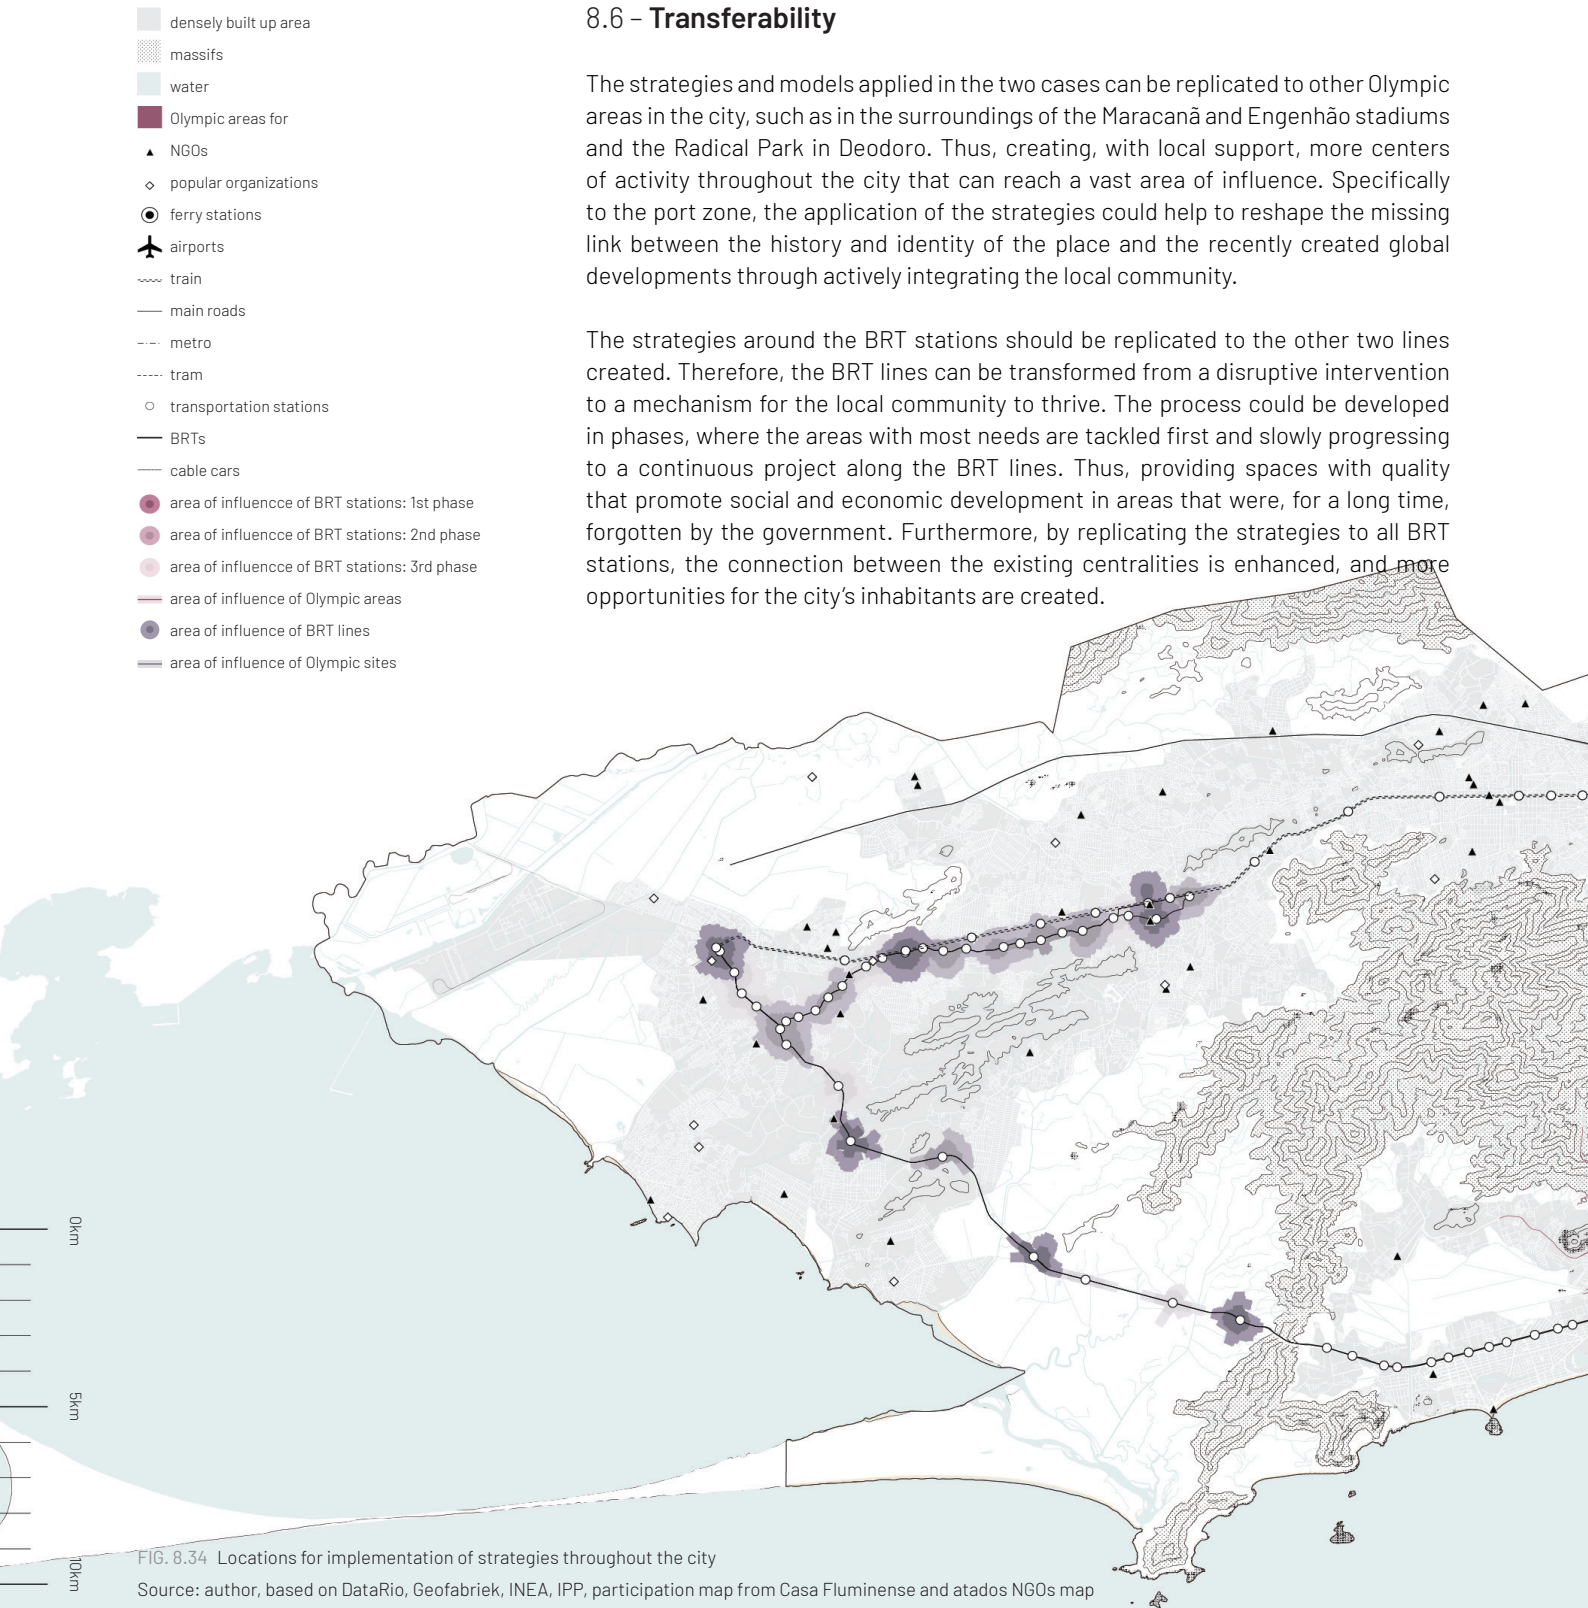 densely built up area
massifs
water
Olympic areas for
NGOs
popular organizations
ferry stations
airports
train
main roads
metro
tram
transportation stations
BRTs
cable cars
area of influencce of BRT stations: 1st phase
area of influencce of BRT stations: 2nd phase
area of influencce of BRT stations: 3rd phase
area of influence of Olympic areas
area of influence of BRT lines
area of influence of Olympic sites
8.6 – Transferability
The strategies and models applied in the two cases can be replicated to other Olympic
areas in the city, such as in the surroundings of the Maracanã and Engenhão stadiums
and the Radical Park in Deodoro. Thus, creating, with local support, more centers
of activity throughout the city that can reach a vast area of influence. Specifically
to the port zone, the application of the strategies could help to reshape the missing
link between the history and identity of the place and the recently created global
developments through actively integrating the local community.
The strategies around the BRT stations should be replicated to the other two lines
created. Therefore, the BRT lines can be transformed from a disruptive intervention
to a mechanism for the local community to thrive. The process could be developed
in phases, where the areas with most needs are tackled first and slowly progressing
to a continuous project along the BRT lines. Thus, providing spaces with quality
that promote social and economic development in areas that were, for a long time,
forgotten by the government. Furthermore, by replicating the strategies to all BRT
stations, the connection between the existing centralities is enhanced, and more
opportunities for the city's inhabitants are created.
0km
5km
10km
FIG. 8.34 Locations for implementation of strategies throughout the city
Source: author, based on DataRio, Geofabriek, INEA, IPP, participation map from Casa Fluminense and atados NGOs map